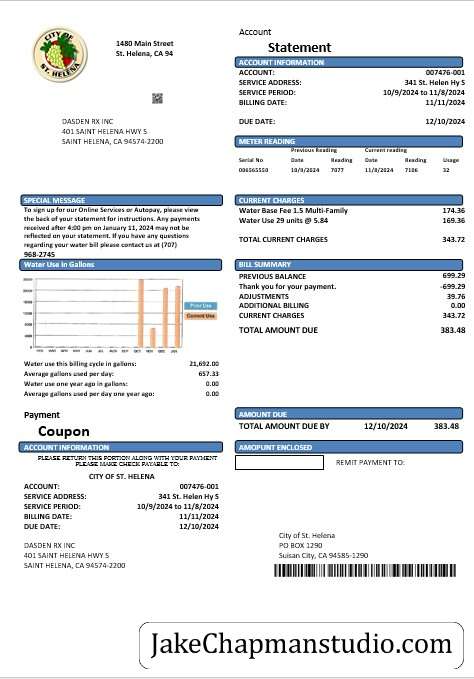 CITY OF
ST. HELENA
1480 Main Street
St. Helena, CA 94
DASDEN RX INC
401 SAINT HELENA HWY S
SAINT HELENA, CA 94574-2200
Account
Statement
ACCOUNT INFORMATION
ACCOUNT: 007476-001
SERVICE ADDRESS: 341 St. Helen Hy S
SERVICE PERIOD: 10/9/2024 to 11/8/2024
BILLING DATE: 11/11/2024
DUE DATE: 12/10/2024
METER READING
Previous Reading Current reading
Serial No Date Reading Date Reading Usage
006565550 10/9/2024 7077 11/8/2024 7106 32
SPECIAL MESSAGE
To sign up for our Online Services or Autopay, please view
the back of your statement for instructions. Any payments
received after 4:00 pm on January 11, 2024 may not be
reflected on your statement. If you have any questions
regarding your water bill please contact us at (707)
968-2745
CURRENT CHARGES
Water Base Fee 1.5 Multi-Family 174.36
Water Use 29 units @ 5.84 169.36
TOTAL CURRENT CHARGES 343.72
Water Use In Gallons
Prior Use
Current Use
BILL SUMMARY
PREVIOUS BALANCE 699.29
Thank you for your payment. -699.29
ADJUSTMENTS 39.76
ADDITIONAL BILLING 0.00
CURRENT CHARGES 343.72
TOTAL AMOUNT DUE 383.48
Water use this billing cycle in gallons: 21,692.00
Average gallons used per day: 657.33
Water use one year ago in gallons: 0.00
Average gallons used per day one year ago: 0.00
Payment
Coupon
ACCOUNT INFORMATION
PLEASE RETURN THIS PORTION ALONG WITH YOUR PAYMENT
PLEASE MAKE CHECK PAYABLE TO:
CITY OF ST. HELENA
ACCOUNT: 007476-001
SERVICE ADDRESS: 341 St. Helen Hy S
SERVICE PERIOD: 10/9/2024 to 11/8/2024
BILLING DATE: 11/11/2024
DUE DATE: 12/10/2024
DASDEN RX INC
401 SAINT HELENA HWY S
SAINT HELENA, CA 94574-2200
AMOUNT DUE
TOTAL AMOUNT DUE BY 12/10/2024 383.48
AMOPUNT ENCLOSED
REMIT PAYMENT TO:
City of St. Helena
PO BOX 1290
Suisan City, CA 94585-1290
JakeChapmanstudio.com